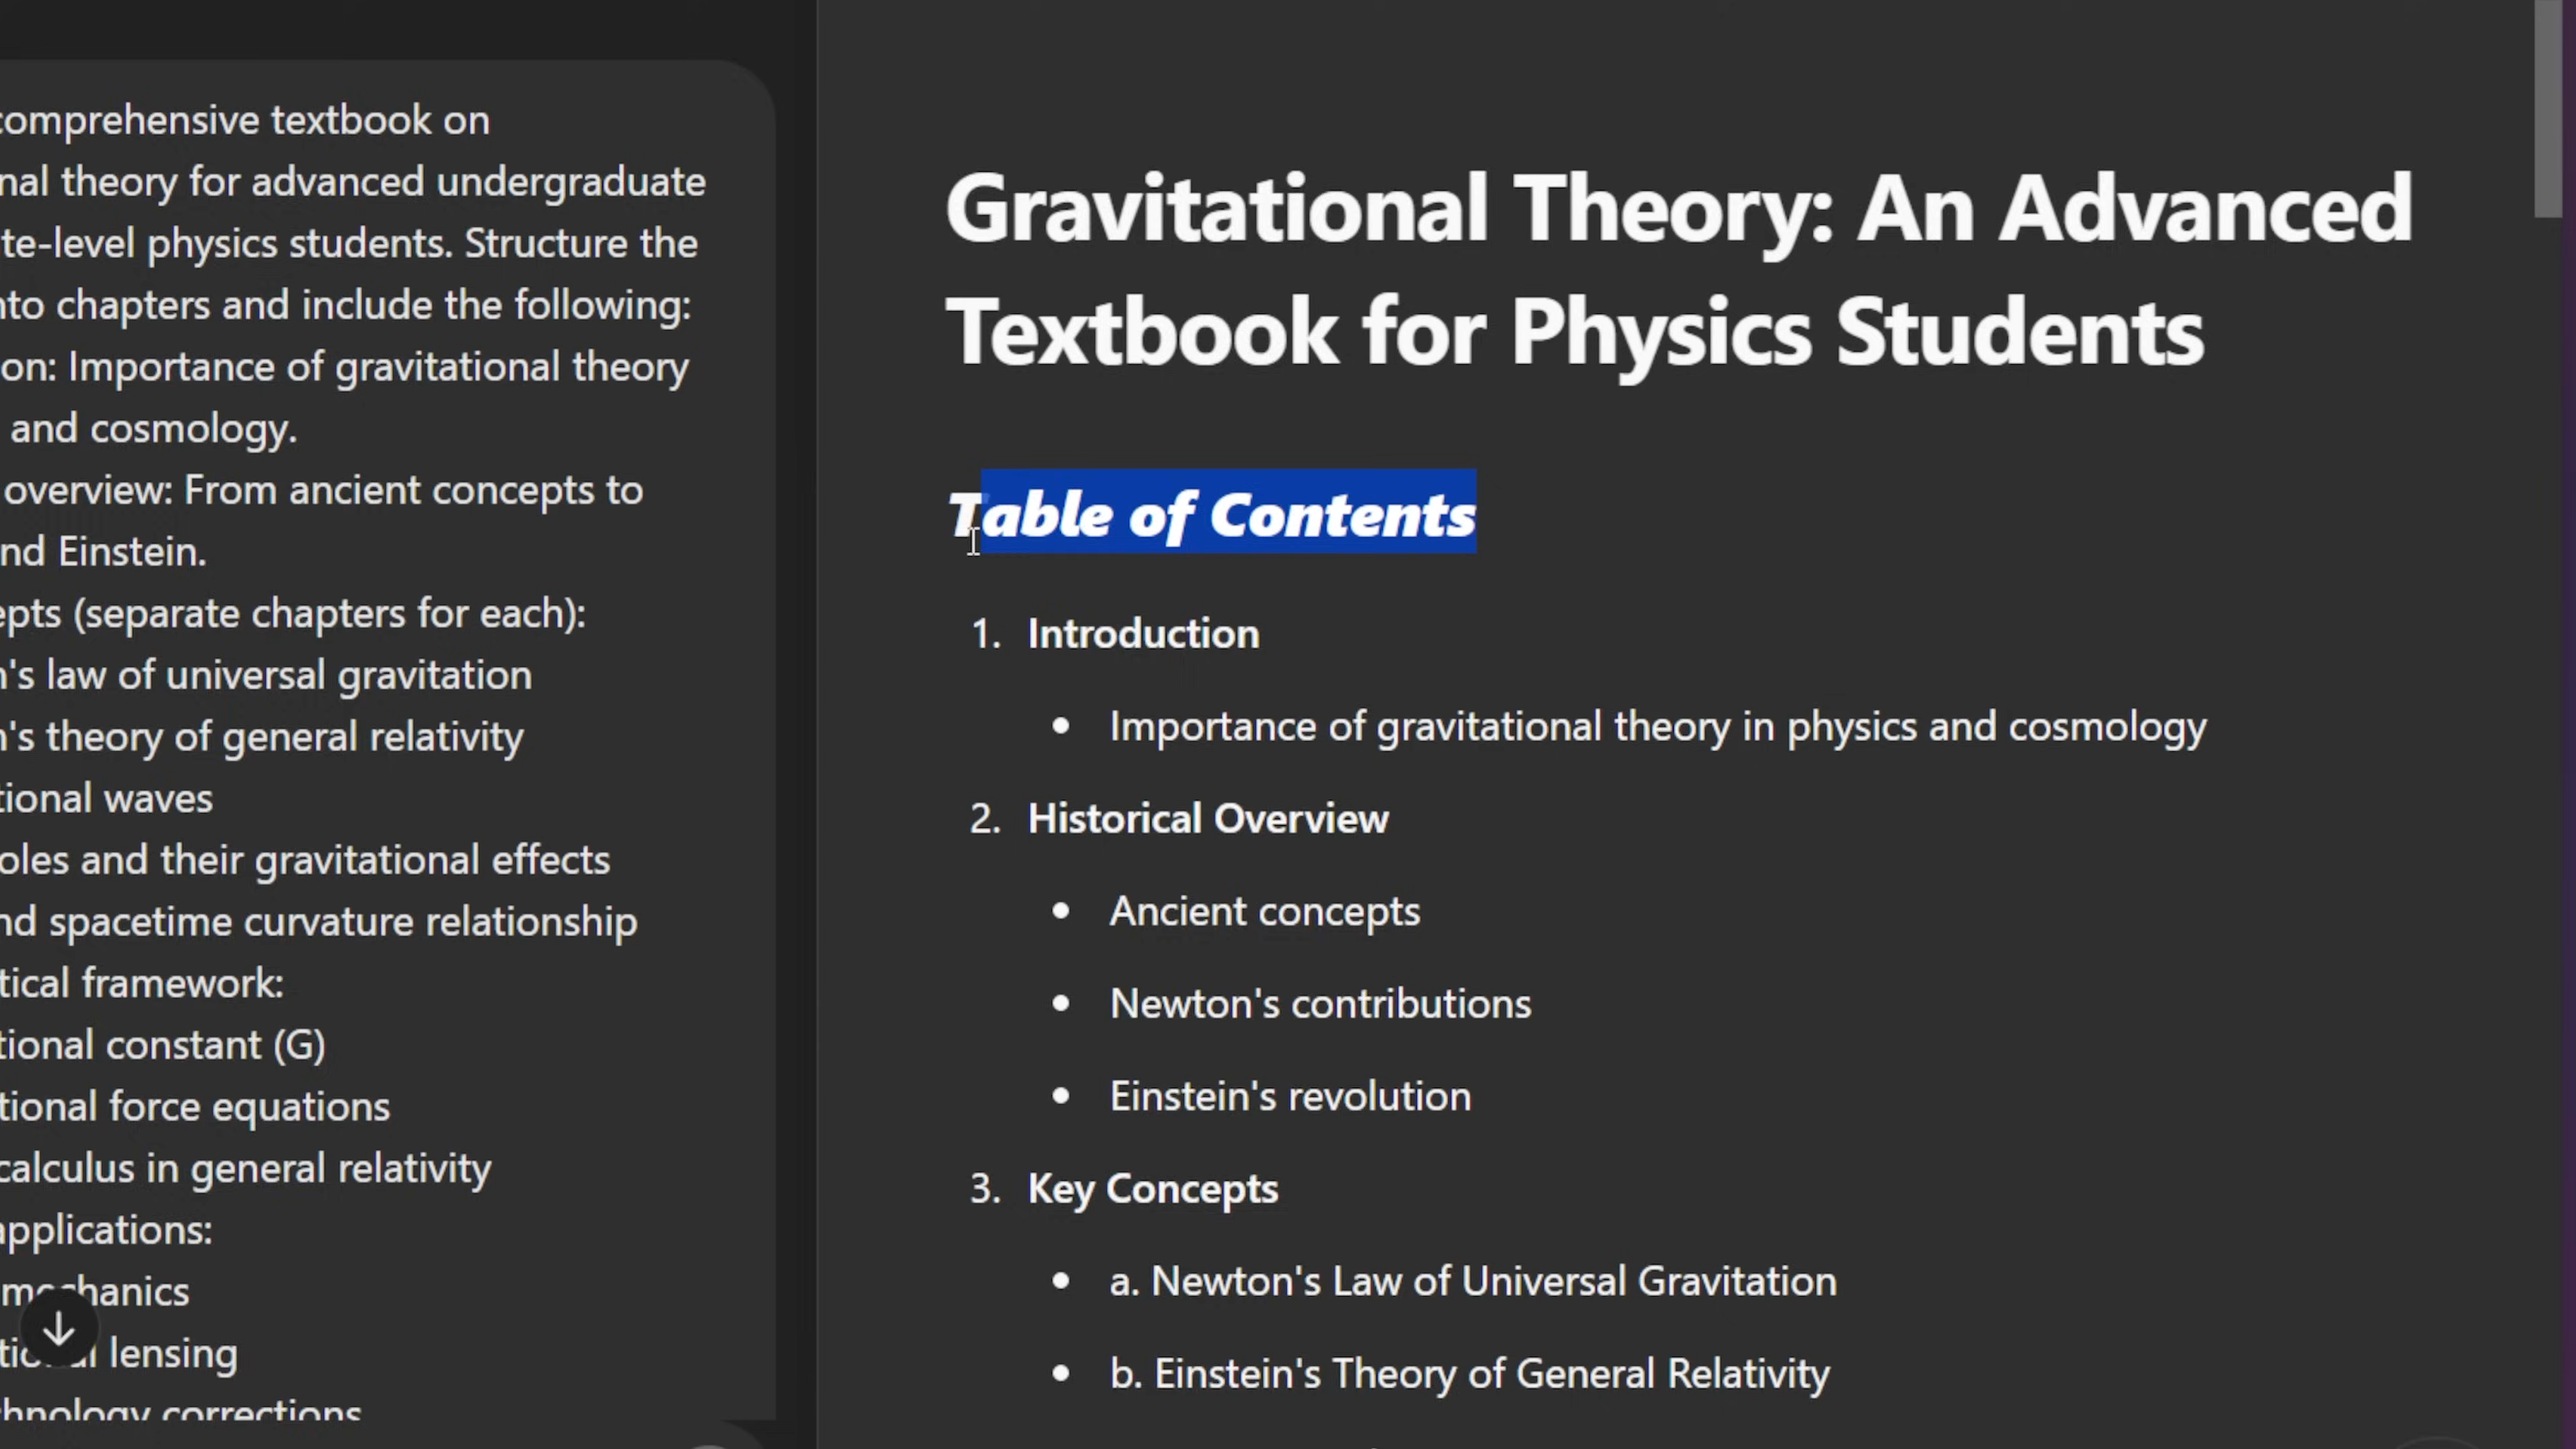 comprehensive textbook on
nal theory for advanced undergraduate
te-level physics students. Structure the
nto chapters and include the following:
on: Importance of gravitational theory
and cosmology.
overview: From ancient concepts to
nd Einstein.
epts (separate chapters for each):
n's law of universal gravitation
n's theory of general relativity
tional waves
oles and their gravitational effects
nd spacetime curvature relationship
tical framework:
tional constant (G)
tional force equations
calculus in general relativity
applications:
mechanics
lensing
chnology corrections
Gravitational Theory: An Advanced
Textbook for Physics Students
Table of Contents
1. Introduction
• Importance of gravitational theory in physics and cosmology
2. Historical Overview
• Ancient concepts
• Newton's contributions
• Einstein's revolution
3. Key Concepts
• a. Newton's Law of Universal Gravitation
• b. Einstein's Theory of General Relativity